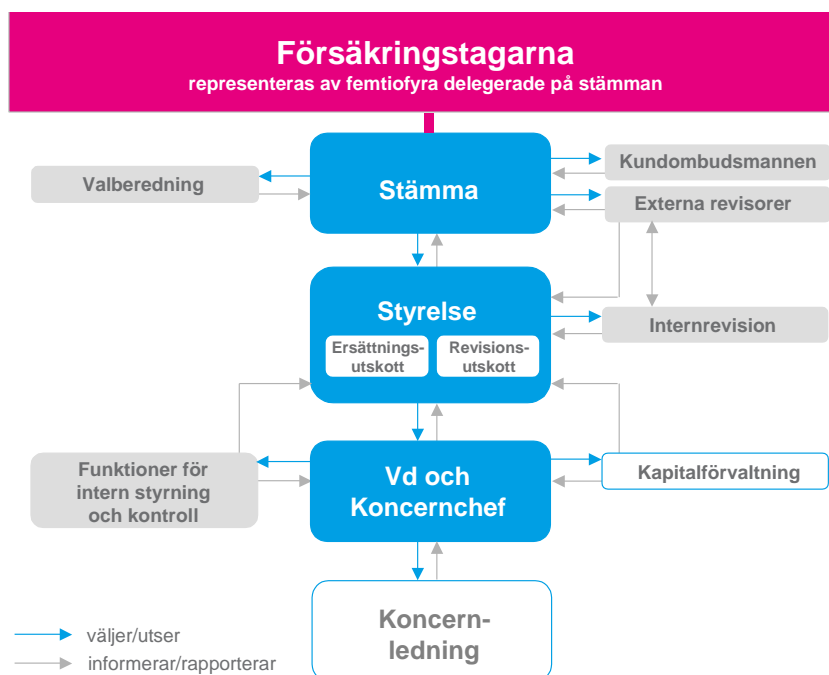 Försäkringstagarna
representeras av femtiofyra delegerade på stämman
Valberedning
Stämma
Kundombudsmannen
Externa revisorer
Styrelse
Ersättnings-
utskott
Revisions-
utskott
Internrevision
Funktioner för
intern styrning
och kontroll
Vd och
Koncernchef
Kapitalförvaltning
Koncern-
ledning
väljer/utser
informerar/rapporterar